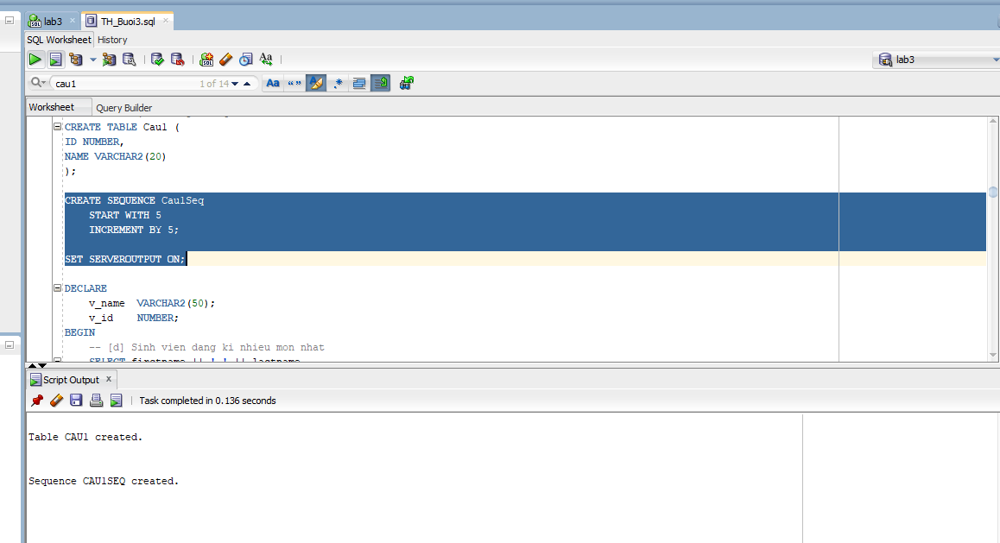 lab3 TH_Buoi3.sql
SQL Worksheet History
lab3
cau1 1 of 14 Aa “ ” .*
Worksheet Query Builder
CREATE TABLE Cau1 (
ID NUMBER,
NAME VARCHAR2(20)
);
CREATE SEQUENCE Cau1Seq
START WITH 5
INCREMENT BY 5;
SET SERVEROUTPUT ON;
DECLARE
v_name VARCHAR2(50);
v_id NUMBER;
BEGIN
-- [d] Sinh vien dang ki nhieu mon nhat
SELECT firstname || ' ' || lastname
Script Output x
Task completed in 0.136 seconds
Table CAU1 created.
Sequence CAU1SEQ created.